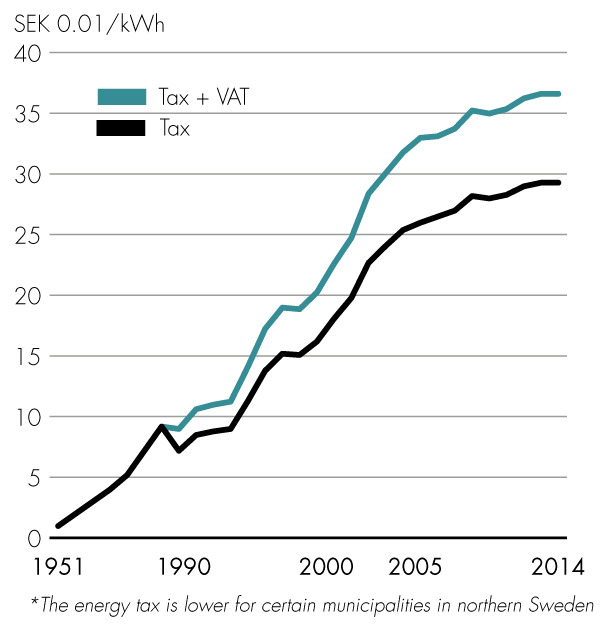 SEK 0.01/kWh
40
Tax + VAT
35
Tax
30
25
20
15
10
5
0
1951 1990 2000 2005 2014
*The energy tax is lower for certain municipalities in northern Sweden